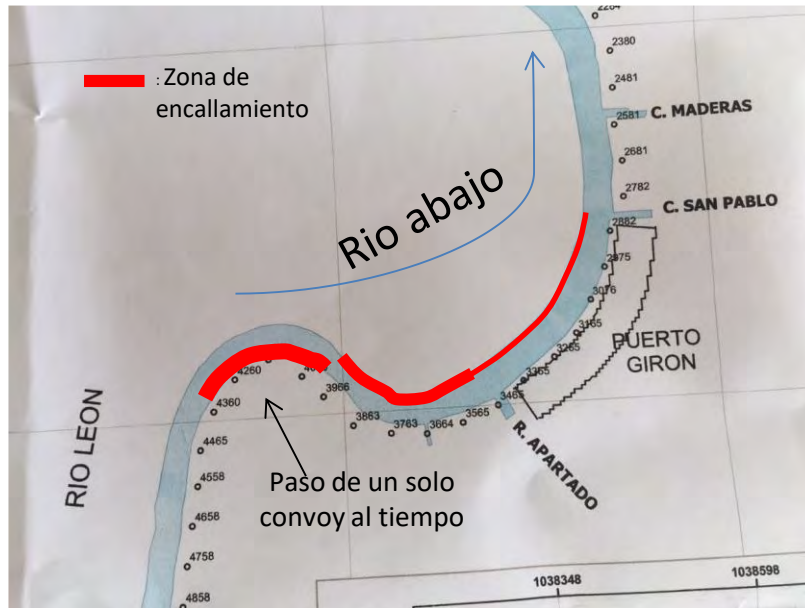 : Zona de
encallamiento
Rio abajo
2284
2380
2481
2581
C. MADERAS
2681
2782
C. SAN PABLO
2882
2975
3076
3165
3265
3365
3465
PUERTO
GIRON
R. APARTADO
3565
3664
3763
3863
3966
4260
4360
4465
4558
4658
4758
4858
RIO LEON
Paso de un solo
convoy al tiempo
1038348
1038598